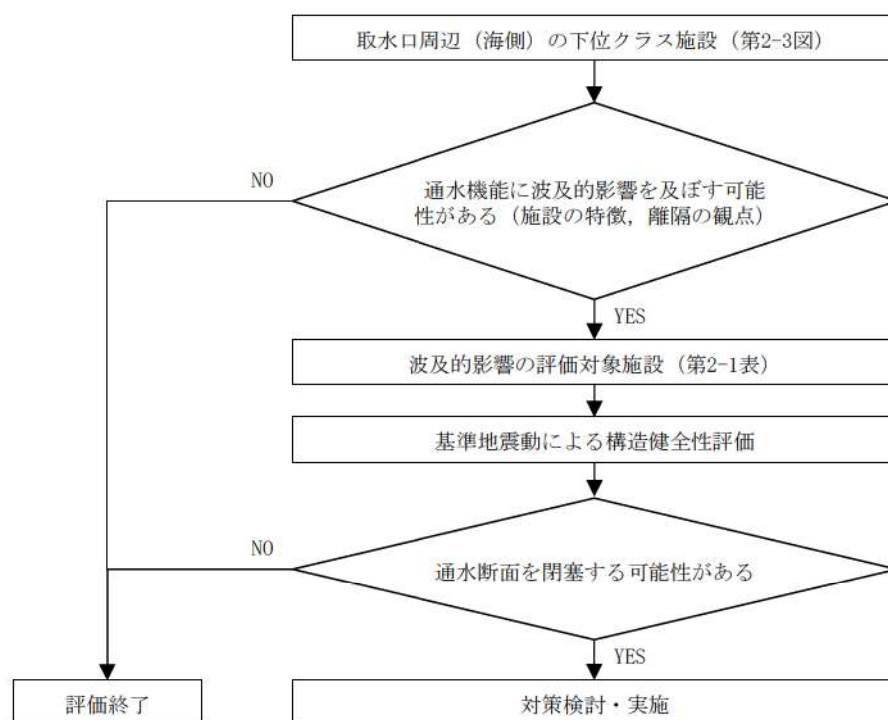 取水口周辺（海側）の下位クラス施設（第2-3図）
NO
通水機能に波及的影響を及ぼす可能
性がある（施設の特徴，離隔の観点）
YES
波及的影響の評価対象施設（第2-1表）
基準地震動による構造健全性評価
NO
通水断面を閉塞する可能性がある
YES
評価終了
対策検討・実施